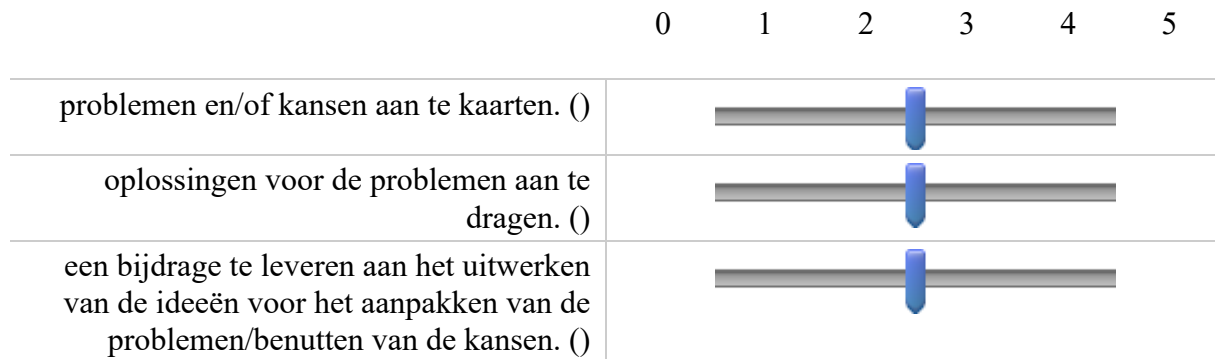 0 1 2 3 4 5
problemen en/of kansen aan te kaarten. ()
oplossingen voor de problemen aan te
dragen. ()
een bijdrage te leveren aan het uitwerken
van de ideeën voor het aanpakken van de
problemen/benutten van de kansen. ()